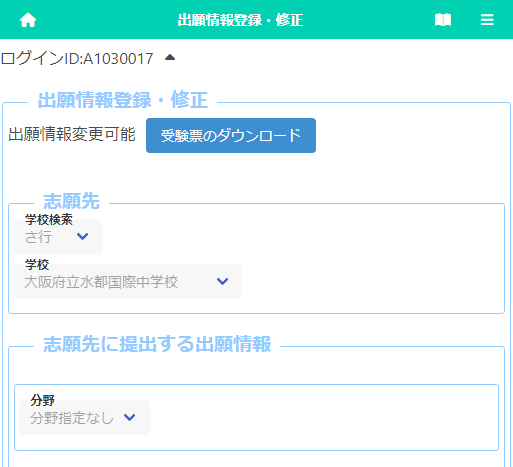 出願情報登録・修正
ログインID:A1030017
出願情報登録・修正
出願情報変更可能 受験票のダウンロード
志願先
学校検索
さ行
学校
大阪府立水都国際中学校
志願先に提出する出願情報
分野
分野指定なし